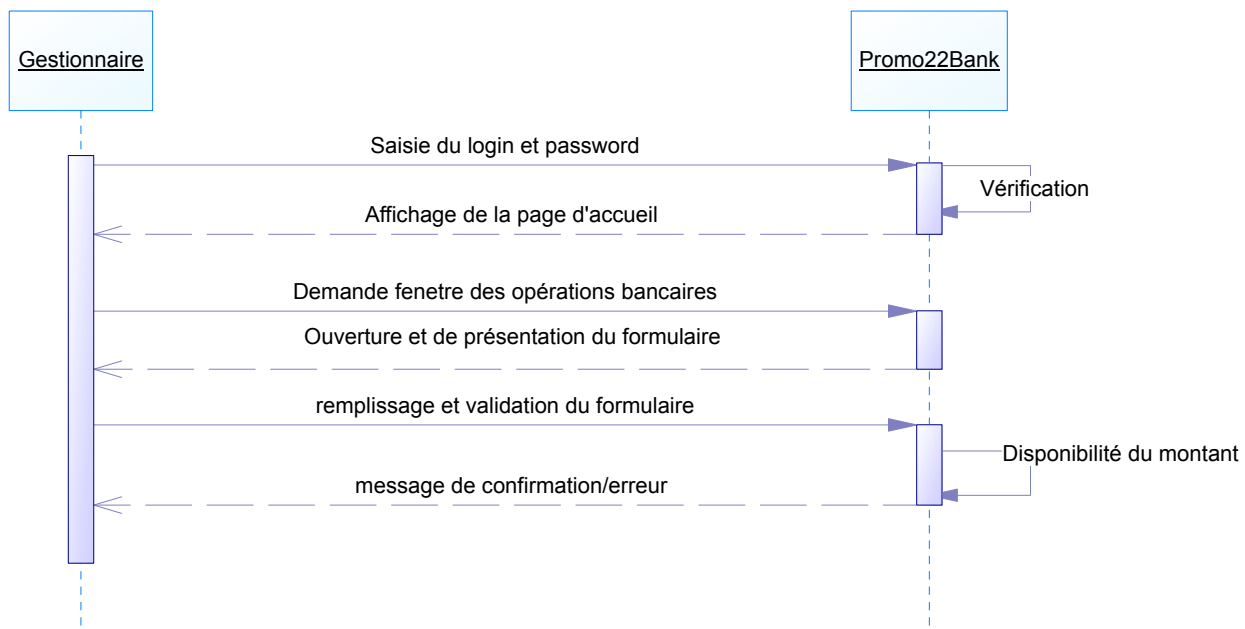 Gestionnaire
Promo22Bank
Saisie du login et password
Vérification
Affichage de la page d'accueil
Demande fenetre des opérations bancaires
Ouverture et de présentation du formulaire
remplissage et validation du formulaire
Disponibilité du montant
message de confirmation/erreur